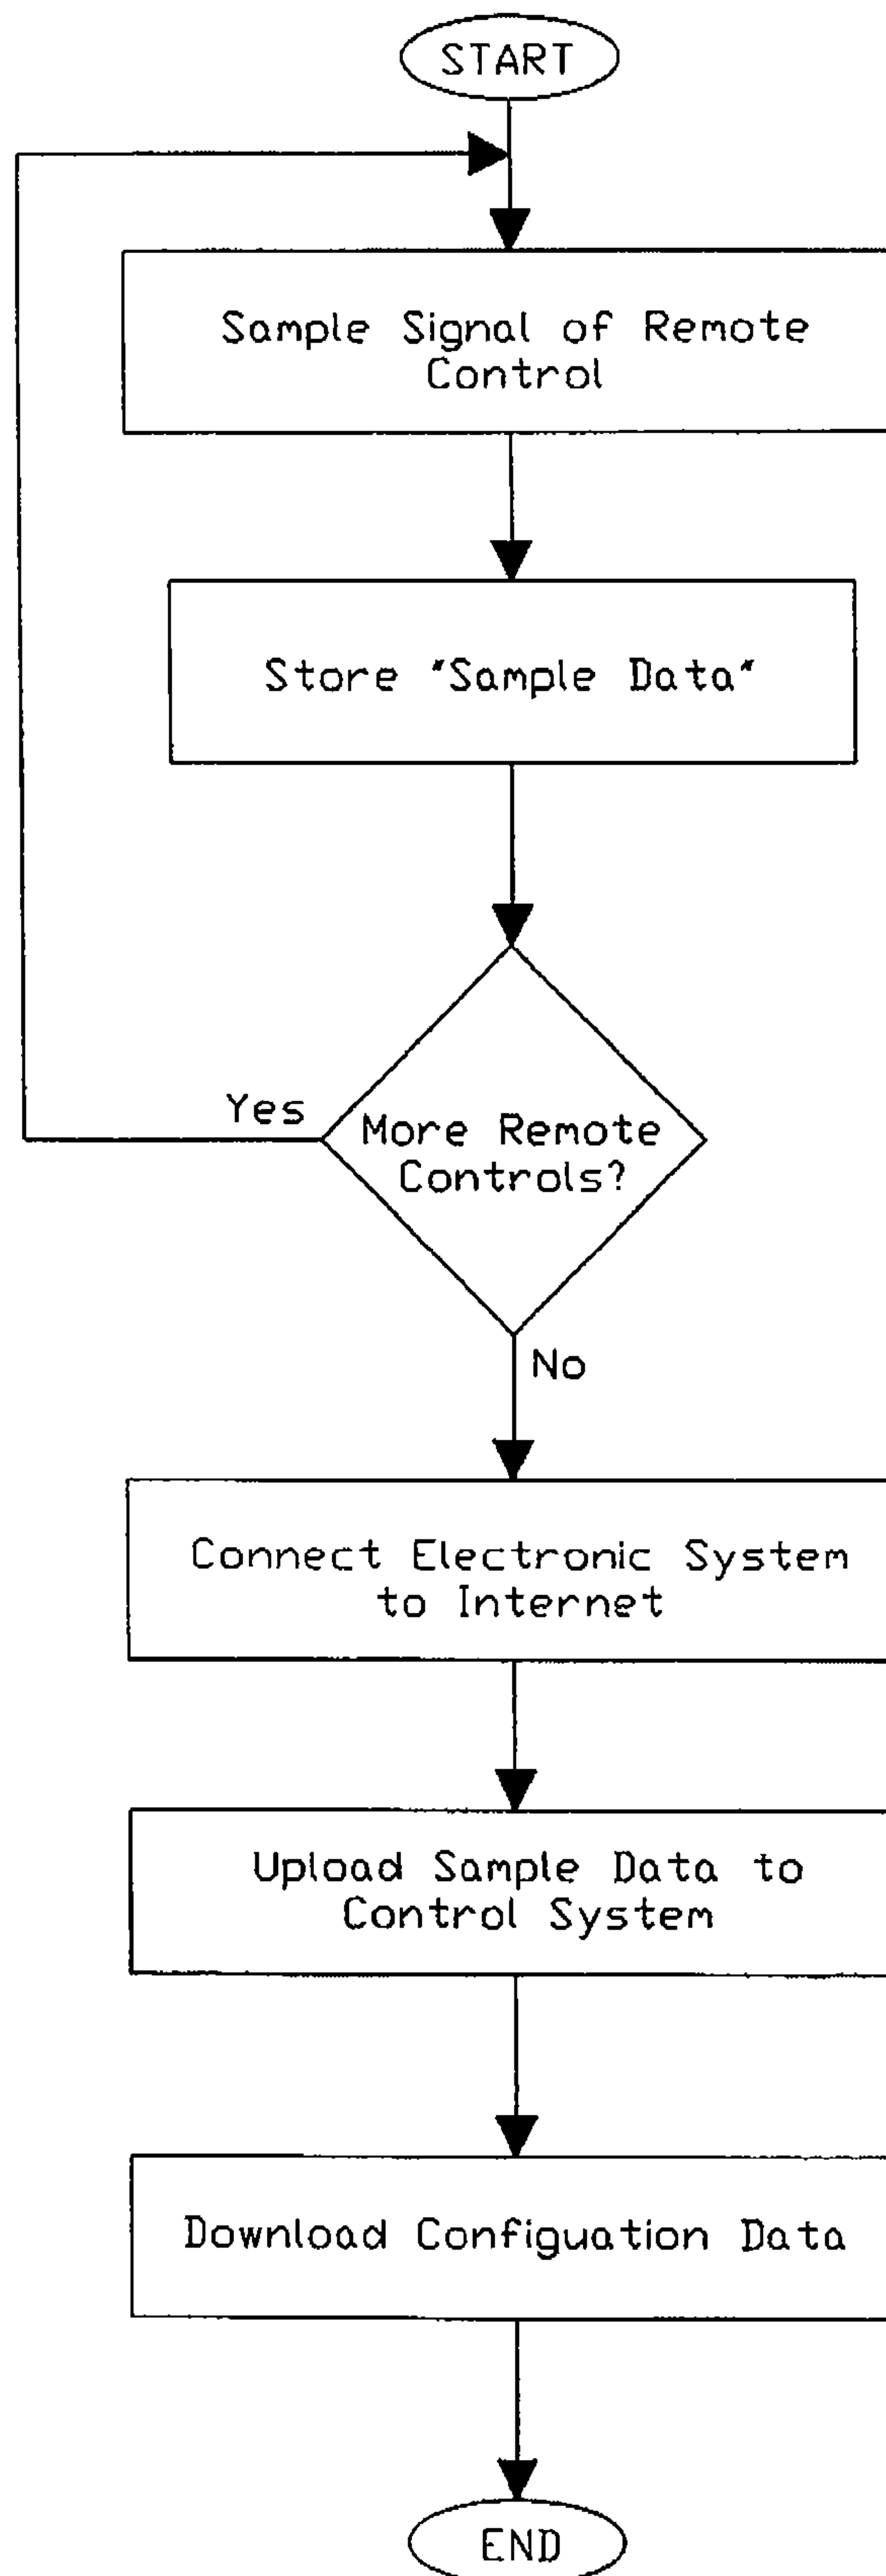 START
Sample Signal of Remote
Control
Store "Sample Data"
Yes
More Remote
Controls?
No
Connect Electronic System
to Internet
Upload Sample Data to
Control System
Download Configuation Data
END